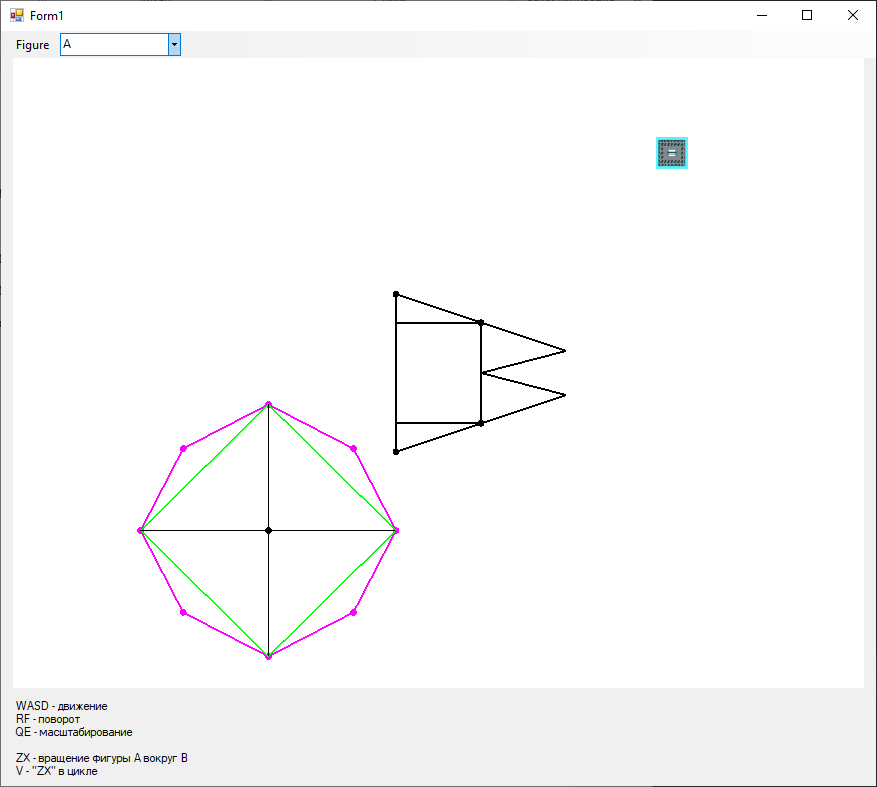 Form1
Figure A
WASD - движение
RF - поворот
QE - масштабирование
ZX - вращение фигуры A вокруг B
V - "ZX" в цикле